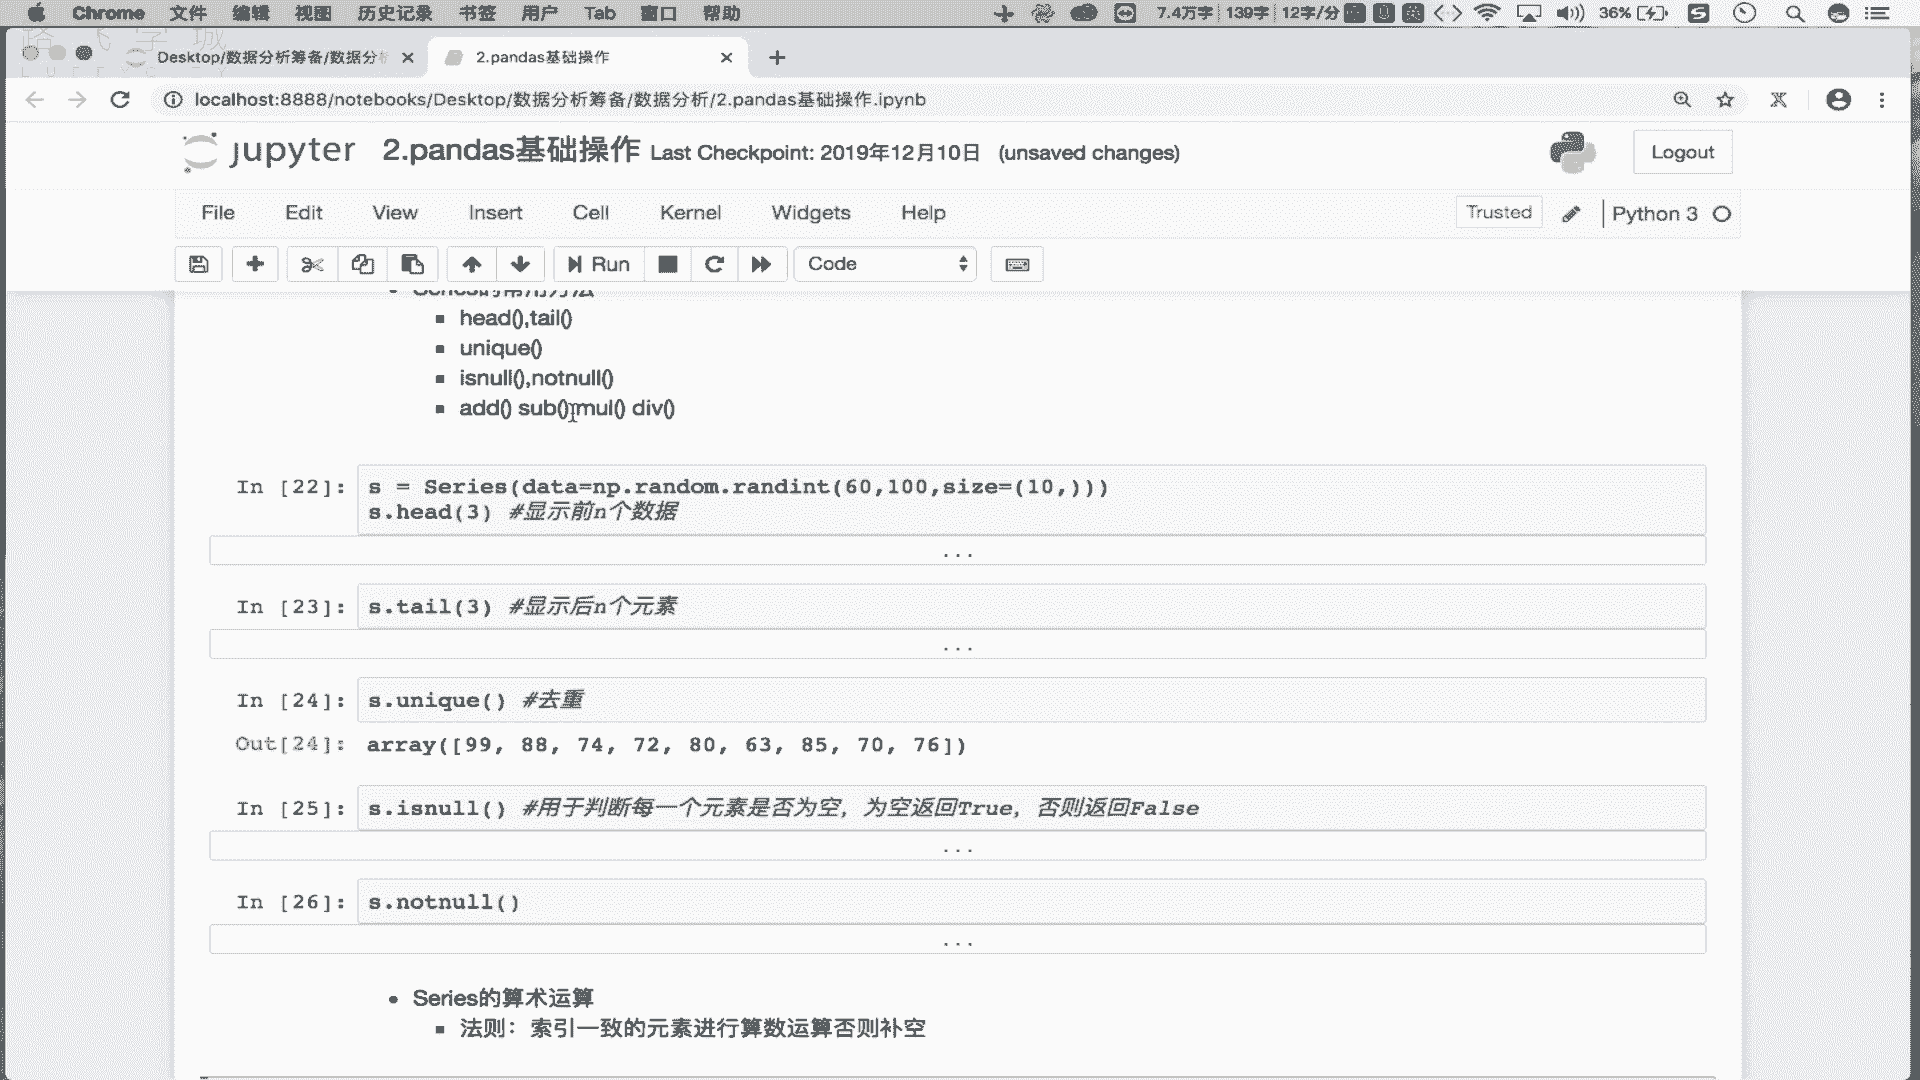 Chrome 文件 编辑 视图 历史记录 书签 用户 Tab 窗口 帮助 7.4万字 139字 12字/分 36%
Desktop/数据分析筹备/数据分析 2.pandas基础操作
localhost:8888/notebooks/Desktop/数据分析筹备/数据分析/2.pandas基础操作.ipynb
jupyter 2.pandas基础操作 Last Checkpoint: 2019年12月10日 (unsaved changes) Logout
File Edit View Insert Cell Kernel Widgets Help Trusted Python 3
Run Code
Series的常用方法
head(),tail()
unique()
isnull(),notnull()
add() sub() mul() div()
In [22]: s = Series(data=np.random.randint(60,100,size=(10,)))
s.head(3) #显示前n个数据
...
In [23]: s.tail(3) #显示后n个元素
...
In [24]: s.unique() #去重
Out[24]: array([99, 88, 74, 72, 80, 63, 85, 70, 76])
In [25]: s.isnull() #用于判断每一个元素是否为空，为空返回True，否则返回False
...
In [26]: s.notnull()
...
Series的算术运算
法则：索引一致的元素进行算数运算否则补空